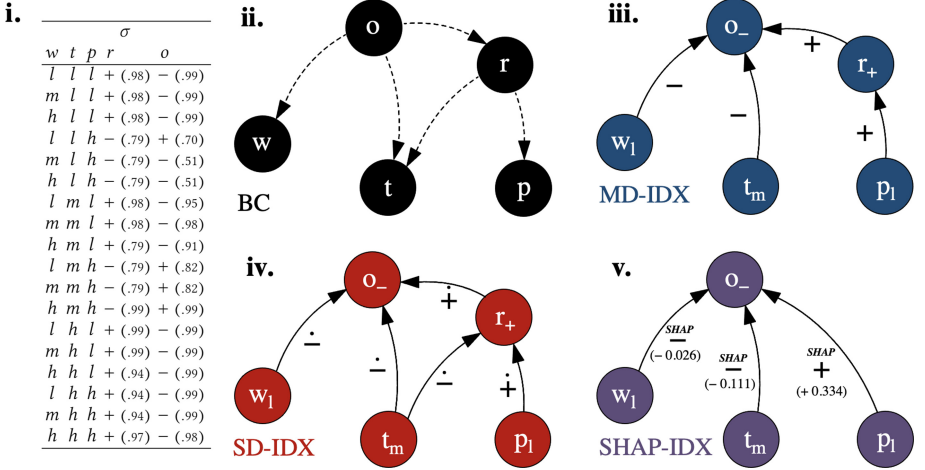 i.
σ
w t p r o
l l l + (.98) − (.99)
m l l + (.98) − (.99)
h l l + (.98) − (.99)
l l h − (.79) + (.70)
m l h − (.79) − (.51)
h l h − (.79) − (.51)
l m l + (.98) − (.95)
m m l + (.98) − (.98)
h m l + (.79) − (.91)
l m h − (.79) + (.82)
m m h − (.79) + (.82)
h m h − (.99) + (.99)
l h l + (.99) − (.99)
m h l + (.99) − (.99)
h h l + (.94) − (.99)
l h h + (.94) − (.99)
m h h + (.94) − (.99)
h h h + (.97) − (.98)
ii.
o
r
w
t
p
BC
iii.
o−
+
r+
−
−
+
wl
tm
pl
MD-IDX
iv.
o−
∔
r+
∸
∸
∸
∔
wl
tm
pl
SD-IDX
v.
o−
SHAP
−
(− 0.026)
SHAP
−
(− 0.111)
SHAP
+
(+ 0.334)
wl
tm
pl
SHAP-IDX